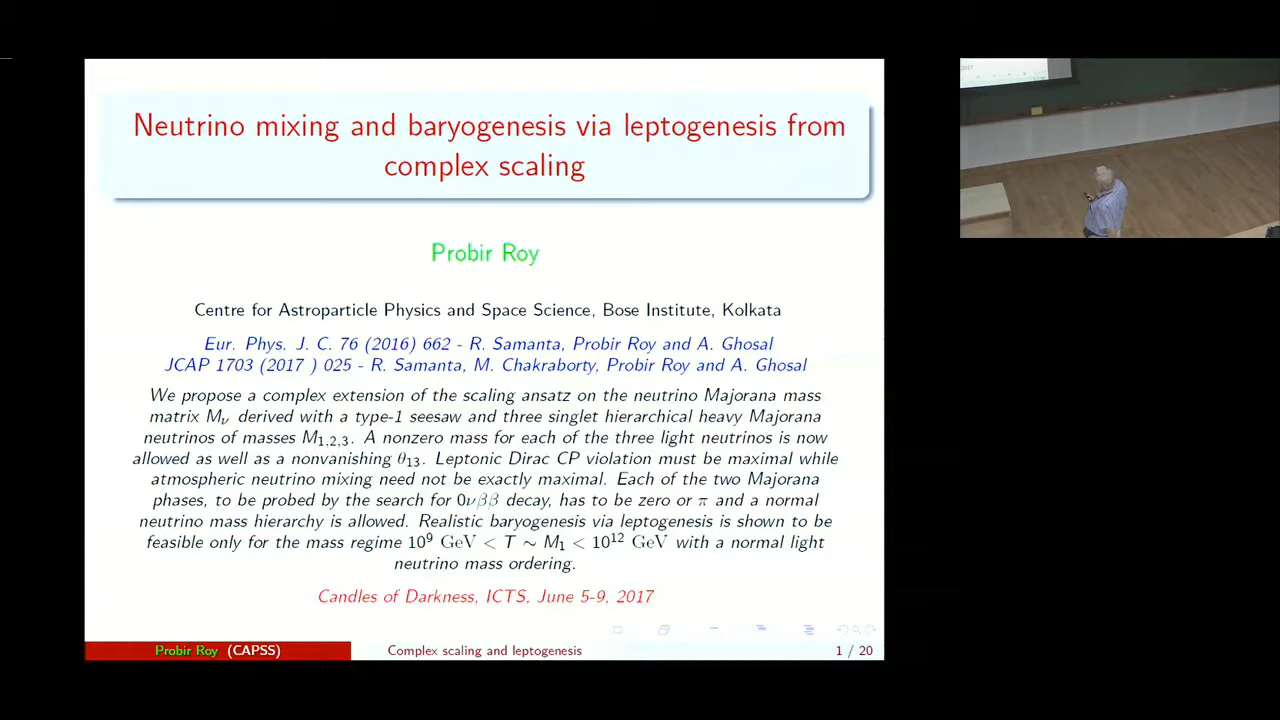 Neutrino mixing and baryogenesis via leptogenesis from
complex scaling
Probir Roy
Centre for Astroparticle Physics and Space Science, Bose Institute, Kolkata
Eur. Phys. J. C. 76 (2016) 662 - R. Samanta, Probir Roy and A. Ghosal
JCAP 1703 (2017 ) 025 - R. Samanta, M. Chakraborty, Probir Roy and A. Ghosal
We propose a complex extension of the scaling ansatz on the neutrino Majorana mass
matrix Mν derived with a type-1 seesaw and three singlet hierarchical heavy Majorana
neutrinos of masses M1,2,3. A nonzero mass for each of the three light neutrinos is now
allowed as well as a nonvanishing θ13. Leptonic Dirac CP violation must be maximal while
atmospheric neutrino mixing need not be exactly maximal. Each of the two Majorana
phases, to be probed by the search for 0νββ decay, has to be zero or π and a normal
neutrino mass hierarchy is allowed. Realistic baryogenesis via leptogenesis is shown to be
feasible only for the mass regime 10⁹ GeV < T ∼ M1 < 10¹² GeV with a normal light
neutrino mass ordering.
Candles of Darkness, ICTS, June 5-9, 2017
Probir Roy (CAPSS) Complex scaling and leptogenesis 1 / 20